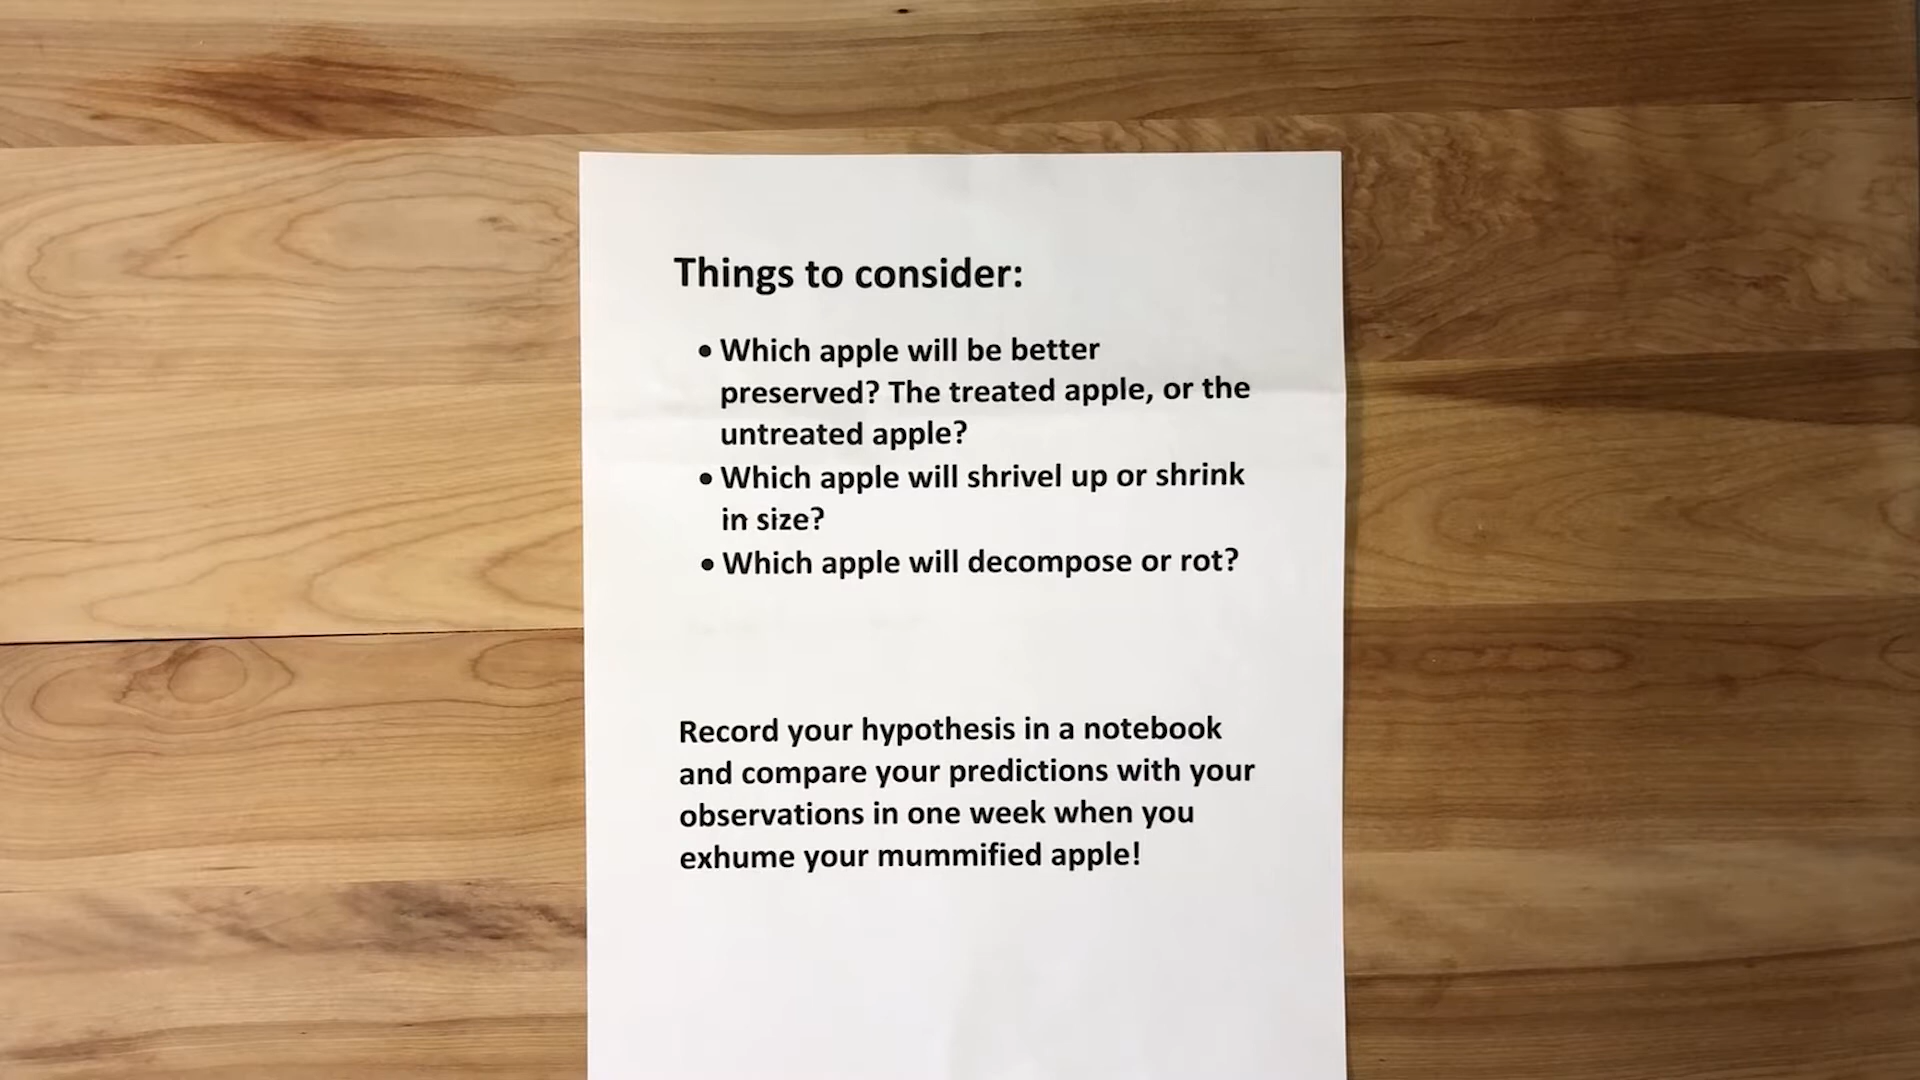 Things to consider:
• Which apple will be better
preserved? The treated apple, or the
untreated apple?
• Which apple will shrivel up or shrink
in size?
• Which apple will decompose or rot?
Record your hypothesis in a notebook
and compare your predictions with your
observations in one week when you
exhume your mummified apple!